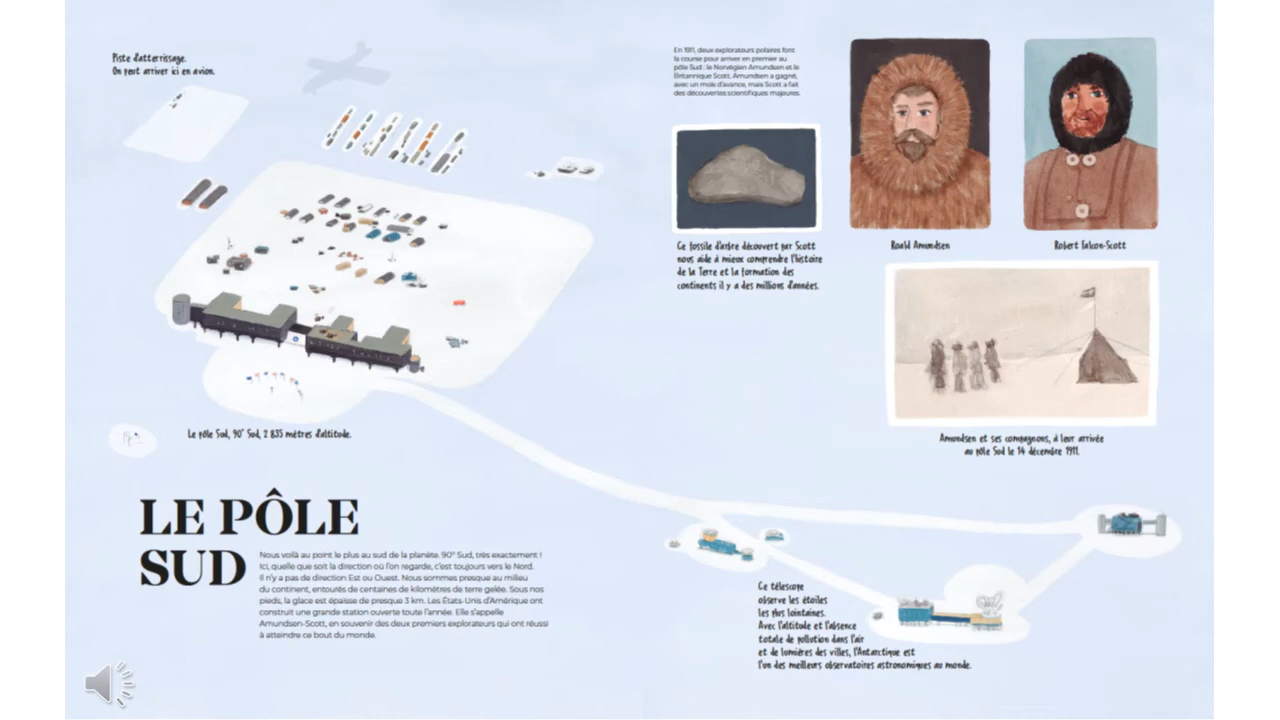 Piste d'atterrissage.
On peut arriver ici en avion.
Le pôle Sud, 90° Sud, 2 835 mètres d'altitude.
LE PÔLE
SUD
Nous voilà au point le plus au sud de la planète. 90° Sud, très exactement !
Ici, quelle que soit la direction où l'on regarde, c'est toujours vers le Nord.
Il n'y a pas de direction Est ou Ouest. Nous sommes presque au milieu
du continent, entourés de centaines de kilomètres de terre gelée. Sous nos
pieds, la glace est épaisse de presque 3 km. Les États-Unis d'Amérique ont
construit une grande station ouverte toute l'année. Elle s'appelle
Amundsen-Scott, en souvenir des deux premiers explorateurs qui ont réussi
à atteindre ce bout du monde.
En 1911, deux explorateurs polaires font
la course pour arriver en premier au
pôle Sud : le Norvégien Amundsen et le
Britannique Scott. Amundsen a gagné,
avec un mois d'avance, mais Scott a fait
des découvertes scientifiques majeures.
Ce fossile d'arbre découvert par Scott
nous aide à mieux comprendre l'histoire
de la Terre et la formation des
continents il y a des millions d'années.
Roald Amundsen
Robert Falcon-Scott
Amundsen et ses compagnons, à leur arrivée
au pôle Sud le 14 décembre 1911.
Ce télescope
observe les étoiles
les plus lointaines.
Avec l'altitude et l'absence
totale de pollution dans l'air
et de lumières des villes, l'Antarctique est
l'un des meilleurs observatoires astronomiques au monde.